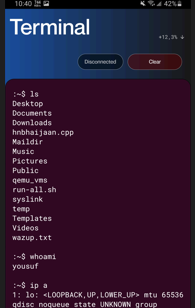 10:40
42%
Terminal
+12,3% ↓
Disconnected
Clear
:~$ ls
Desktop
Documents
Downloads
hnbhaijaan.cpp
Maildir
Music
Pictures
Public
qemu_vms
run-all.sh
syslink
temp
Templates
Videos
wazup.txt
:~$ whoami
yousuf
:~$ ip a
1: lo: <LOOPBACK,UP,LOWER_UP> mtu 65536
qdisc noqueue state UNKNOWN group